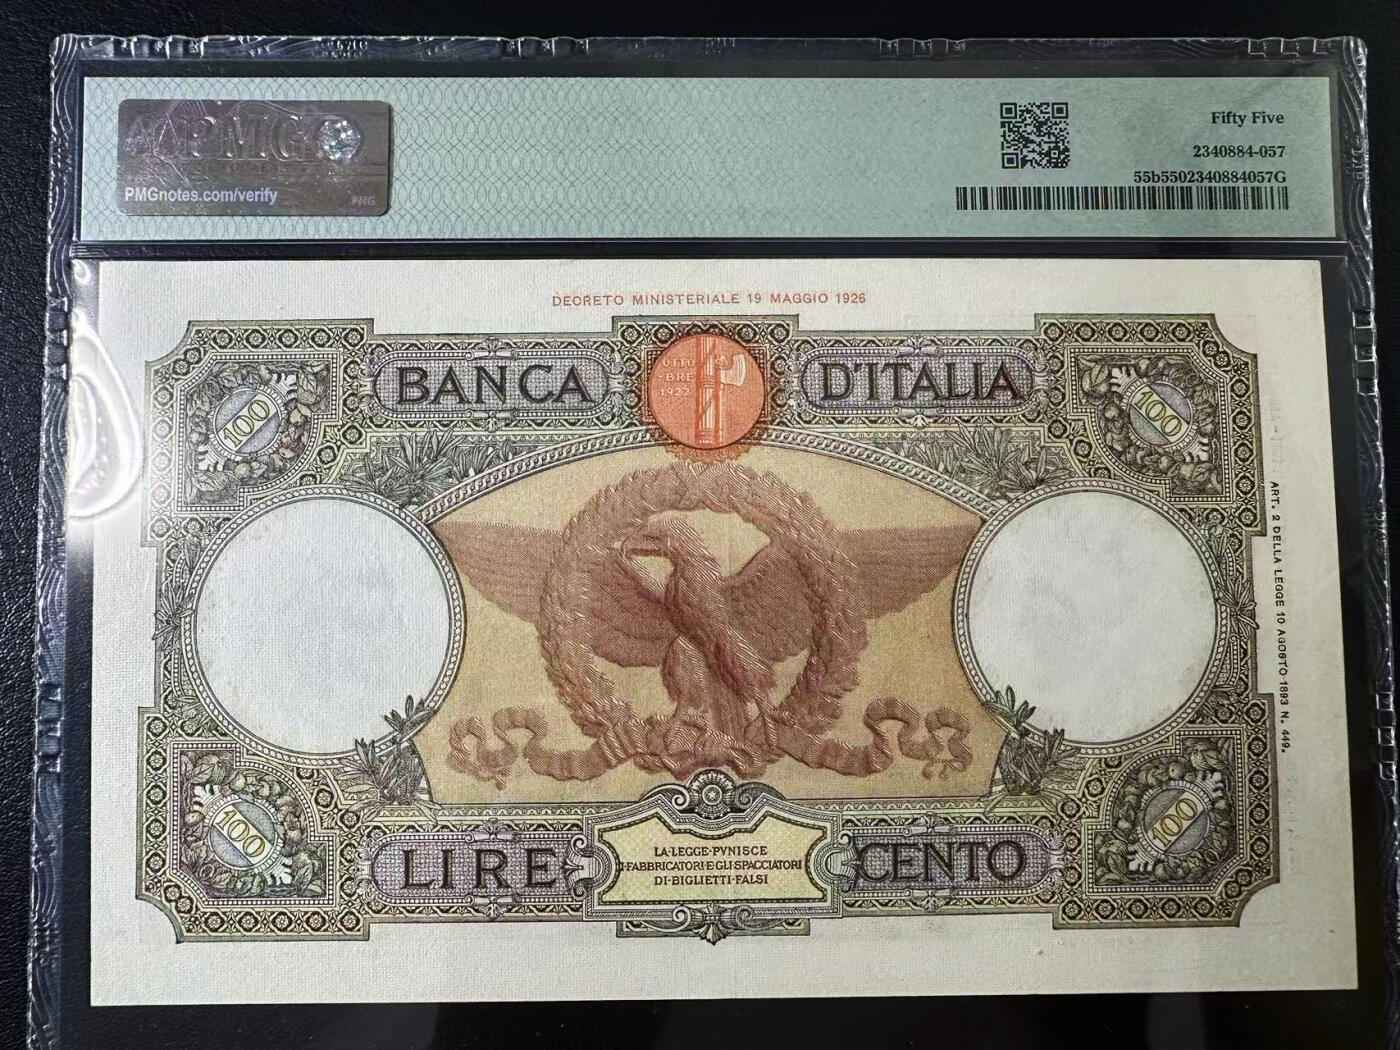 PMG
PMGnotes.com/verify
PMG
Fifty Five
2340884-057
55b5502340884057G
DECRETO MINISTERIALE 19 MAGGIO 1926
BANCA
D'ITALIA
OTTO
-BRE
1922
100
100
ART. 2 DELLA LEGGE 10 AGOSTO 1893 N. 449.
100
100
LIRE
CENTO
LA·LEGGE·PVNISCE
I·FABBRICATORI·E·GLI·SPACCIATORI
DI·BIGLIETTI·FALSI